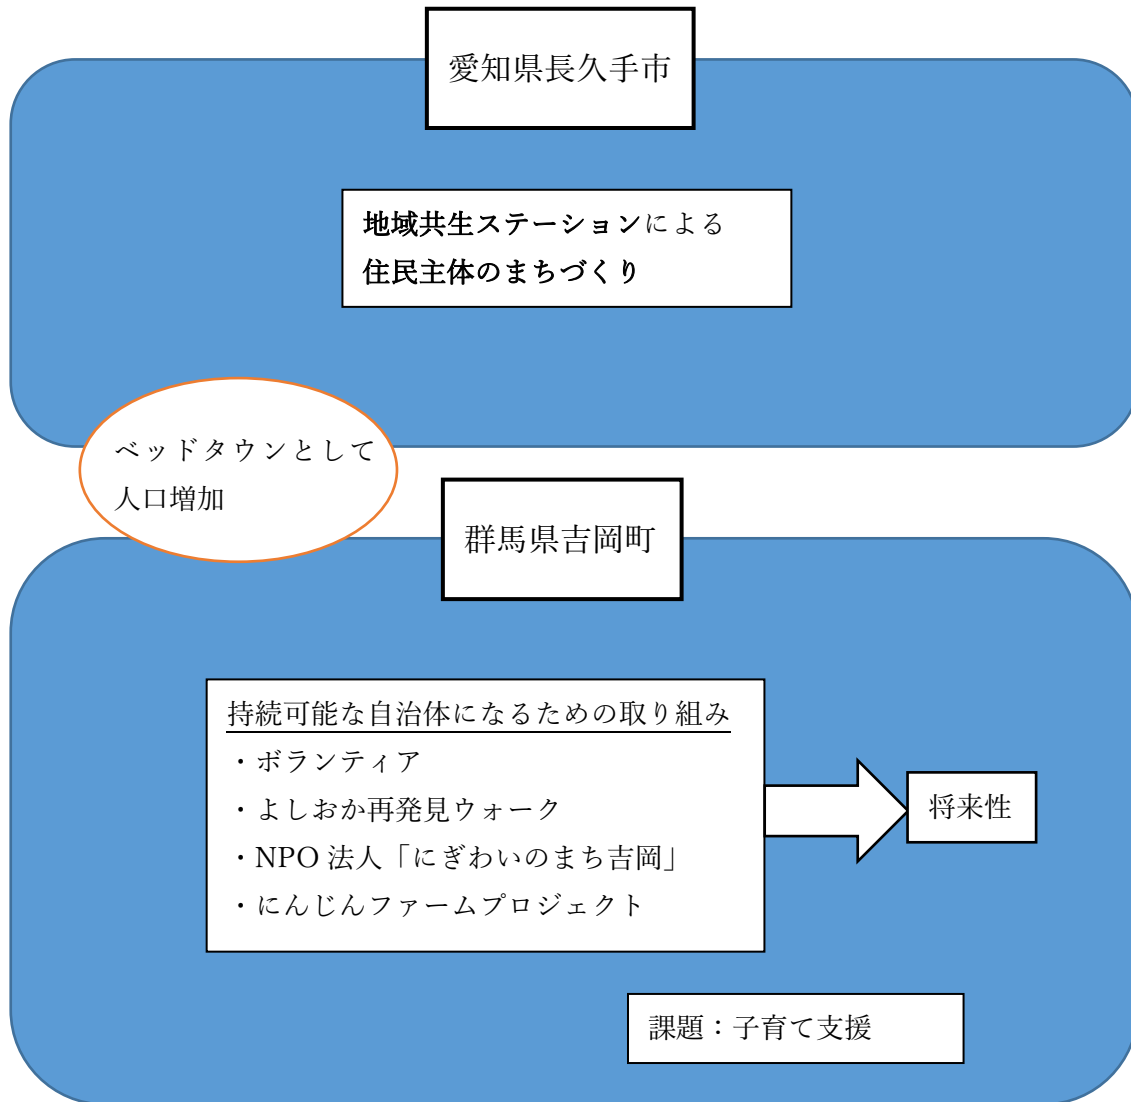 愛知県長久手市
地域共生ステーションによる
住民主体のまちづくり
ベッドタウンとして
人口増加
群馬県吉岡町
持続可能な自治体になるための取り組み
・ボランティア
・よしおか再発見ウォーク
・NPO 法人「にぎわいのまち吉岡」
・にんじんファームプロジェクト
将来性
課題：子育て支援